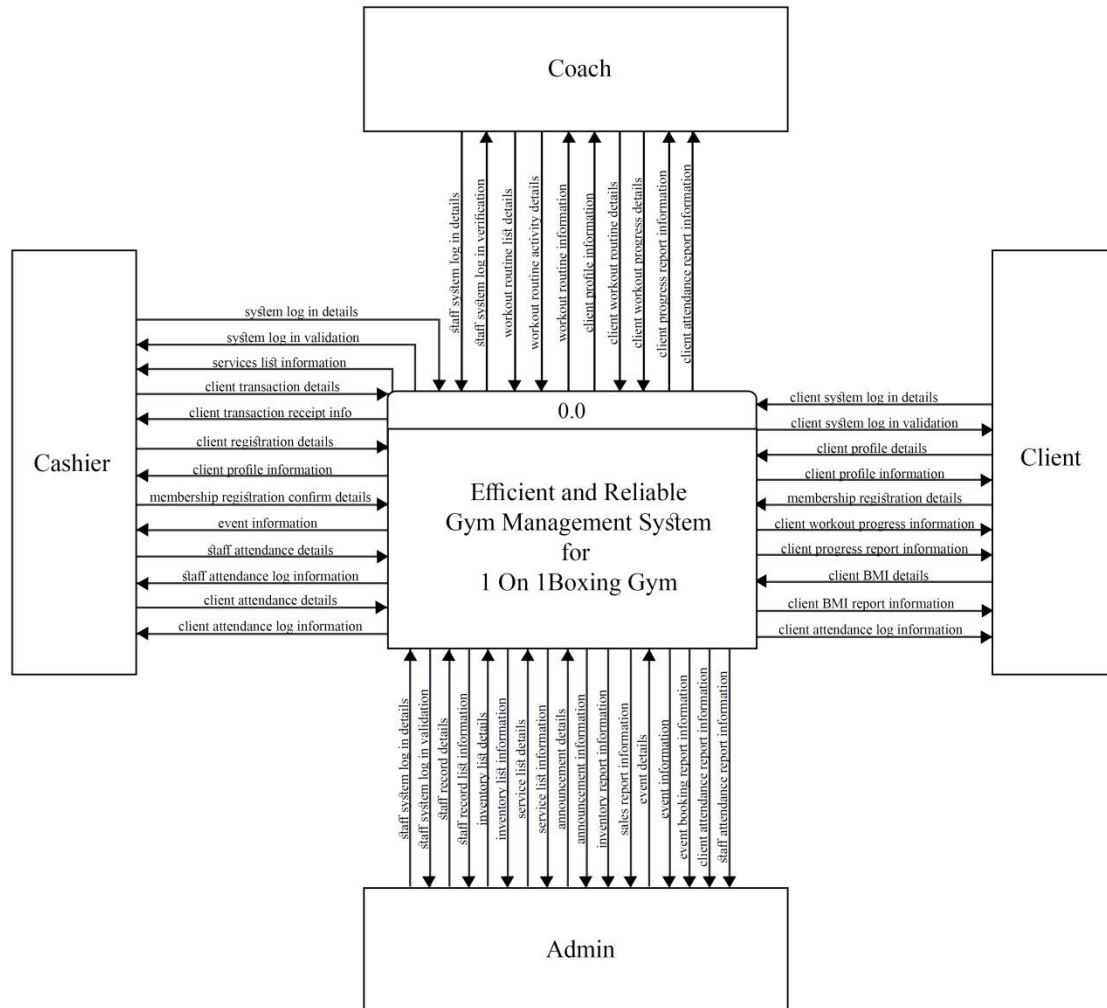 Coach
staff system log in details
staff system log in verification
workout routine list details
workout routine activity details
workout routine information
client profile information
client workout routine details
client workout progress details
client progress report information
client attendance report information
Cashier
system log in details
system log in validation
services list information
client transaction details
client transaction receipt info
client registration details
client profile information
membership registration confirm details
event information
staff attendance details
staff attendance log information
client attendance details
client attendance log information
0.0
Efficient and Reliable
Gym Management System
for
1 On 1Boxing Gym
client system log in details
client system log in validation
client profile details
client profile information
membership registration details
client workout progress information
client progress report information
client BMI details
client BMI report information
client attendance log information
Client
staff system log in details
staff system log in validation
staff record details
staff record list information
inventory list details
inventory list information
service list details
service list information
announcement details
announcement information
inventory report information
sales report information
event details
event information
event booking report information
client attendance report information
staff attendance report information
Admin